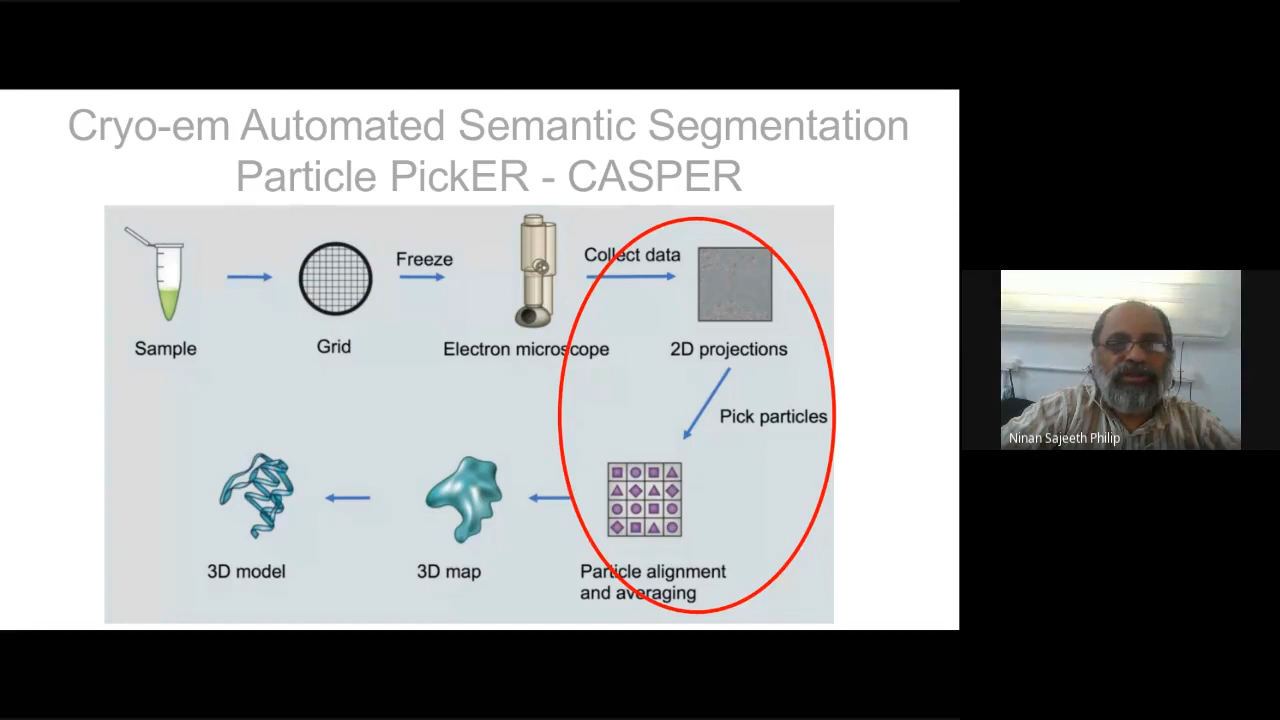 Cryo-em Automated Semantic Segmentation
Particle PickER - CASPER
Freeze
Collect data
Sample
Grid
Electron microscope
2D projections
Pick particles
3D model
3D map
Particle alignment
and averaging
Ninan Sajeeth Philip